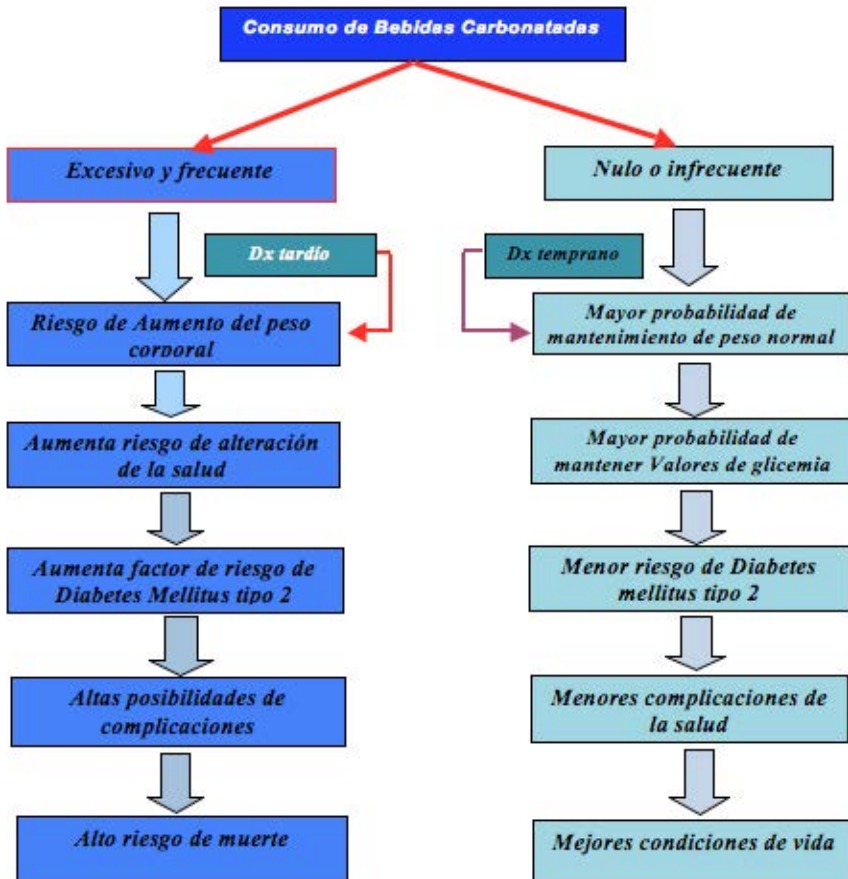 Consumo de Bebidas Carbonatadas
Excesivo y frecuente
Nulo o infrecuente
Dx tardío
Dx temprano
Riesgo de Aumento del peso
corporal
Mayor probabilidad de
mantenimiento de peso normal
Aumenta riesgo de alteración
de la salud
Mayor probabilidad de
mantener Valores de glicemia
Aumenta factor de riesgo de
Diabetes Mellitus tipo 2
Menor riesgo de Diabetes
mellitus tipo 2
Altas posibilidades de
complicaciones
Menores complicaciones de
la salud
Alto riesgo de muerte
Mejores condiciones de vida